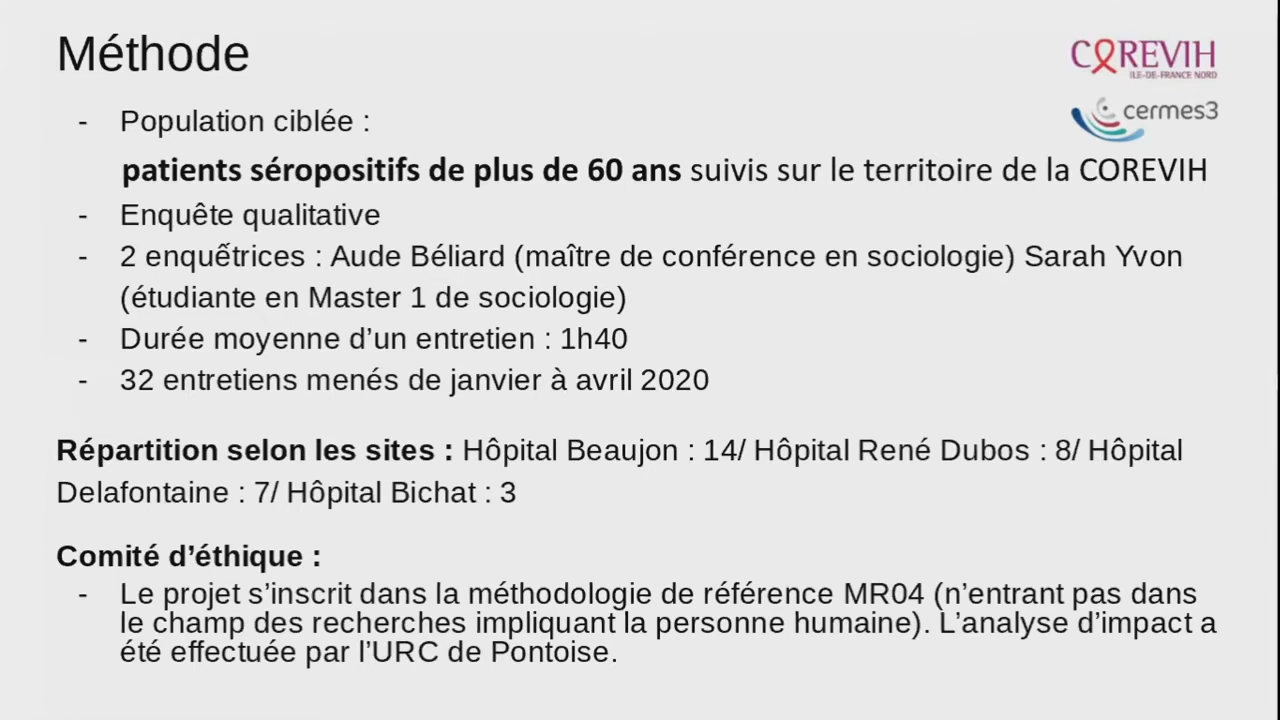 Méthode
COREVIH
ILE-DE-FRANCE NORD
cermes3
- Population ciblée :
patients séropositifs de plus de 60 ans suivis sur le territoire de la COREVIH
- Enquête qualitative
- 2 enquêtrices : Aude Béliard (maître de conférence en sociologie) Sarah Yvon
(étudiante en Master 1 de sociologie)
- Durée moyenne d’un entretien : 1h40
- 32 entretiens menés de janvier à avril 2020
Répartition selon les sites : Hôpital Beaujon : 14/ Hôpital René Dubos : 8/ Hôpital
Delafontaine : 7/ Hôpital Bichat : 3
Comité d’éthique :
- Le projet s’inscrit dans la méthodologie de référence MR04 (n’entrant pas dans
le champ des recherches impliquant la personne humaine). L’analyse d’impact a
été effectuée par l’URC de Pontoise.